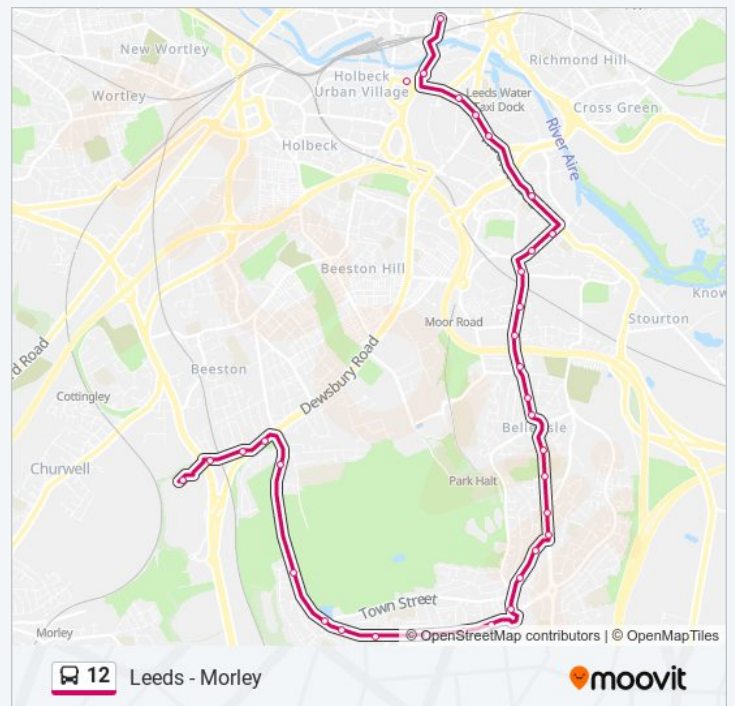 New Wortley
Richmond Hill
Holbeck
Urban Village
Wortley
Leeds Water
Taxi Dock
Cross Green
Holbeck
River Aire
Beeston Hill
Know
Moor Road
Stourton
rd Road
Beeston
Dewsbury Road
Cottingley
Belle Isle
Churwell
Park Halt
Town Street
Morley
© OpenStreetMap contributors | © OpenMapTiles
12 Leeds - Morley
moovit